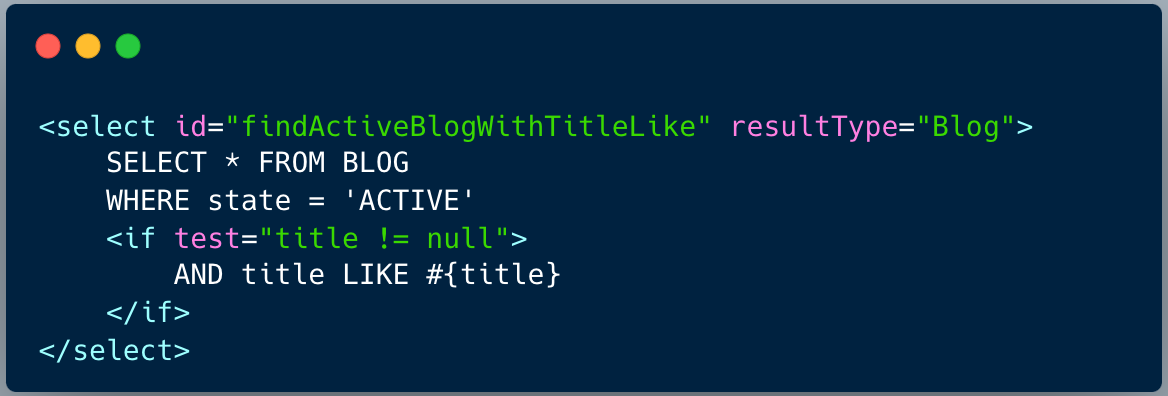 <select id="findActiveBlogWithTitleLike" resultType="Blog">
    SELECT * FROM BLOG
    WHERE state = 'ACTIVE'
    <if test="title != null">
        AND title LIKE #{title}
    </if>
</select>